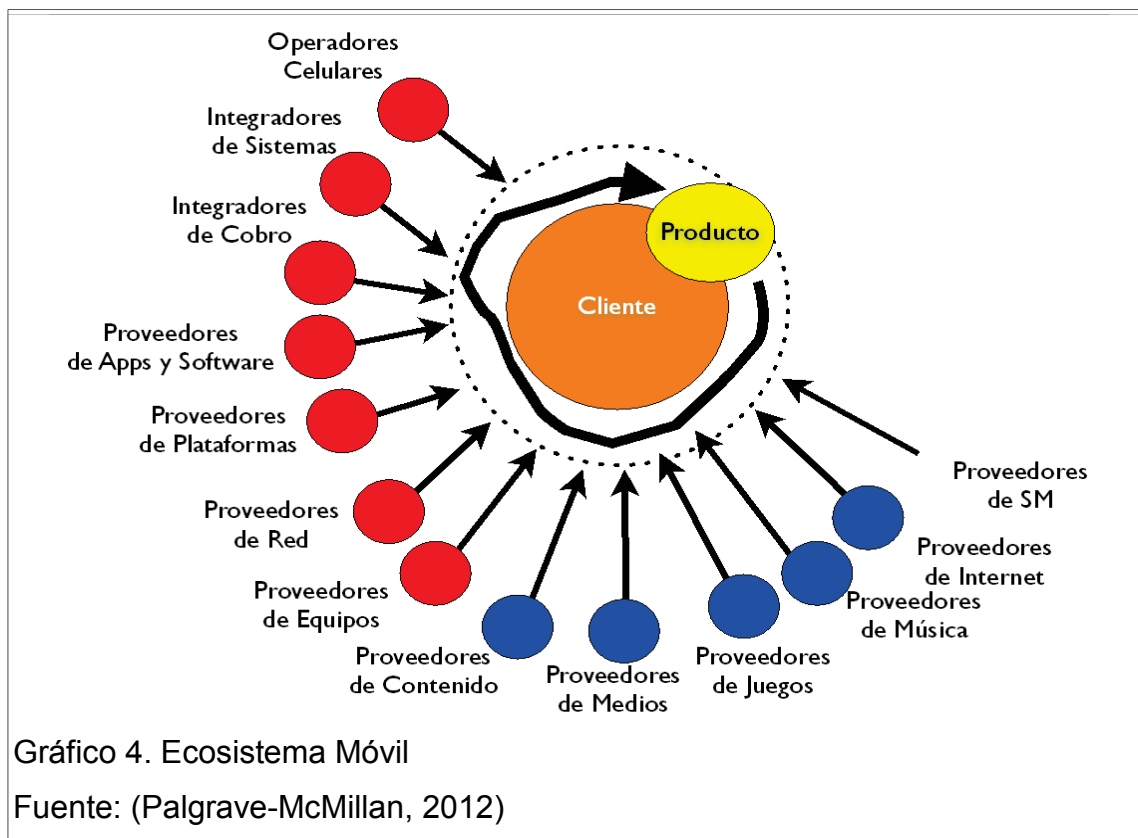 Operadores
Celulares
Integradores
de Sistemas
Integradores
de Cobro
Proveedores
de Apps y Software
Proveedores
de Plataformas
Proveedores
de Red
Proveedores
de Equipos
Proveedores
de Contenido
Proveedores
de Medios
Proveedores
de Juegos
Proveedores
de Música
Proveedores
de Internet
Proveedores
de SM
Producto
Cliente
Gráfico 4. Ecosistema Móvil
Fuente: (Palgrave-McMillan, 2012)